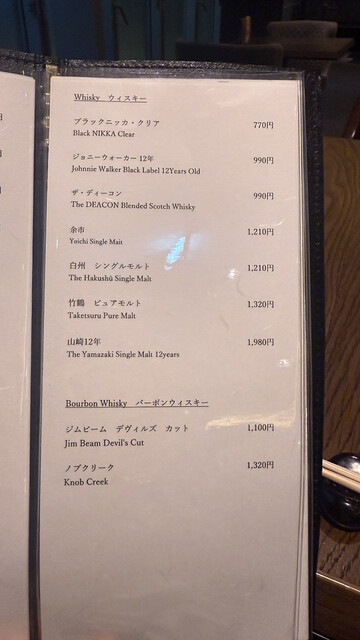 Whisky ウィスキー
ブラックニッカ・クリア 770円
Black NIKKA Clear
ジョニーウォーカー 12年 990円
Johnnie Walker Black Label 12Years Old
ザ・ディーコン 990円
The DEACON Blended Scotch Whisky
余市 1,210円
Yoichi Single Malt
白州 シングルモルト 1,210円
The Hakushū Single Malt
竹鶴 ピュアモルト 1,320円
Taketsuru Pure Malt
山崎12年 1,980円
The Yamazaki Single Malt 12years
Bourbon Whisky バーボンウィスキー
ジムビーム デヴィルズ カット 1,100円
Jim Beam Devil's Cut
ノブクリーク 1,320円
Knob Creek